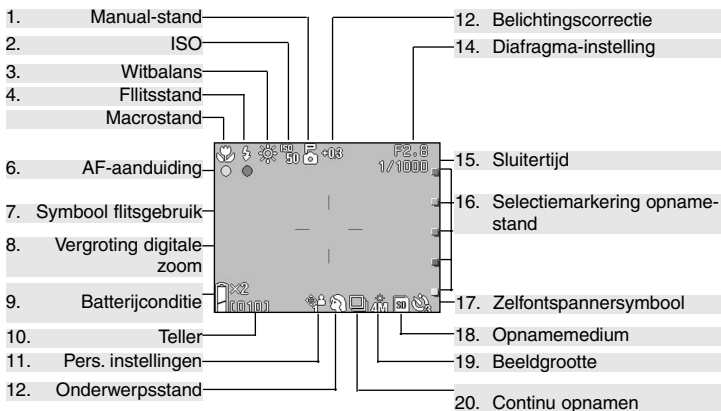 1. Manual-stand
2. ISO
3. Witbalans
4. Fllitsstand
Macrostand
6. AF-aanduiding
7. Symbool flitsgebruik
8. Vergroting digitale
zoom
9. Batterijconditie
10. Teller
11. Pers. instellingen
12. Onderwerpsstand
ISO
50
P
+0.3
F2.8
1/1000
×2
[010]
1
4M
SD
3
12. Belichtingscorrectie
14. Diafragma-instelling
15. Sluitertijd
16. Selectiemarkering opname-
stand
17. Zelfontspannersymbool
18. Opnamemedium
19. Beeldgrootte
20. Continu opnamen